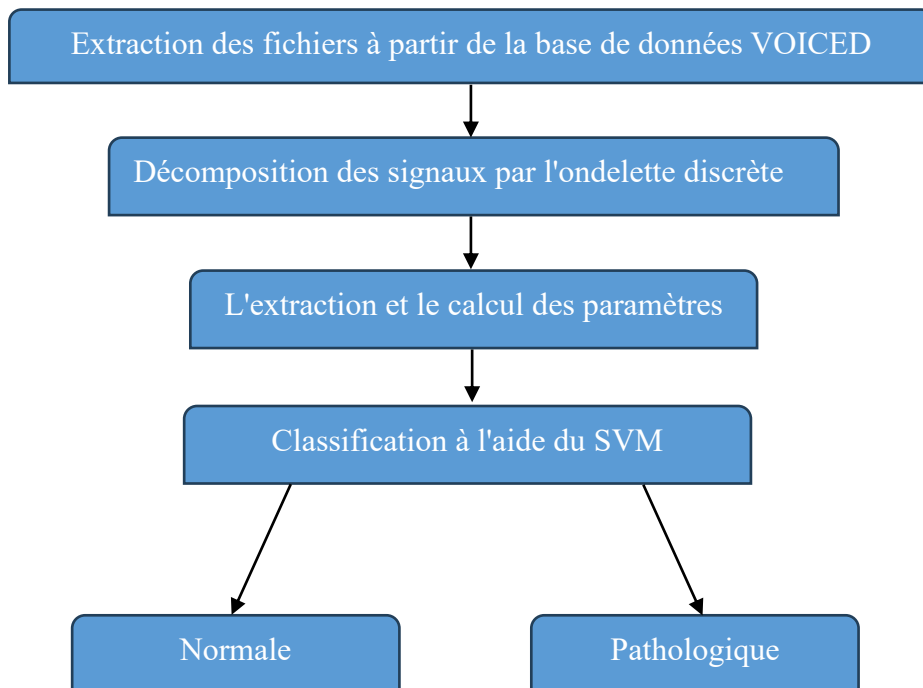 Extraction des fichiers à partir de la base de données VOICED
Décomposition des signaux par l'ondelette discrète
L'extraction et le calcul des paramètres
Classification à l'aide du SVM
Normale
Pathologique